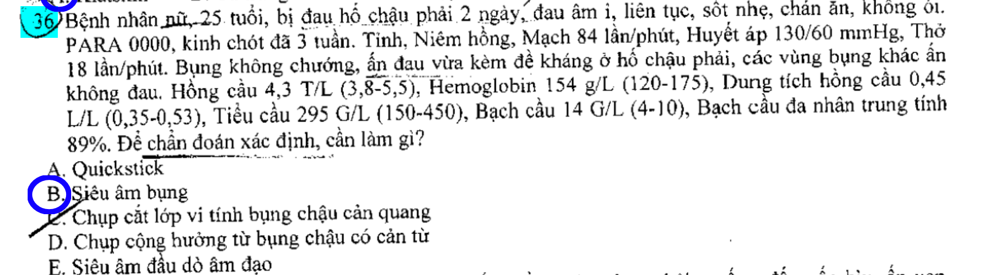 36 Bệnh nhân nữ, 25 tuổi, bị đau hố chậu phải 2 ngày, đau âm ỉ, liên tục, sốt nhẹ, chán ăn, không ói.
PARA 0000, kinh chót đã 3 tuần. Tỉnh, Niêm hồng, Mạch 84 lần/phút, Huyết áp 130/60 mmHg, Thở
18 lần/phút. Bụng không chướng, ấn đau vừa kèm đề kháng ở hố chậu phải, các vùng bụng khác ấn
không đau. Hồng cầu 4,3 T/L (3,8-5,5), Hemoglobin 154 g/L (120-175), Dung tích hồng cầu 0,45
L/L (0,35-0,53), Tiểu cầu 295 G/L (150-450), Bạch cầu 14 G/L (4-10), Bạch cầu đa nhân trung tính
89%. Để chẩn đoán xác định, cần làm gì?
A. Quickstick
B. Siêu âm bụng
C. Chụp cắt lớp vi tính bụng chậu cản quang
D. Chụp cộng hưởng từ bụng chậu có cản từ
E. Siêu âm đầu dò âm đạo